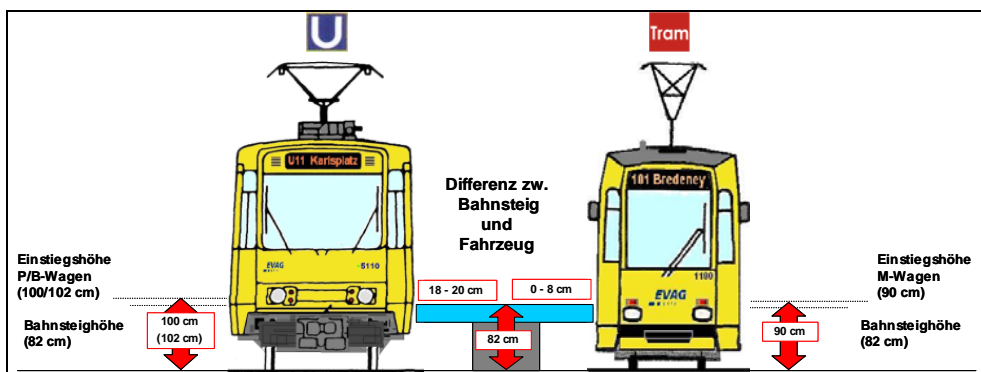 U
Tram
U11 Karlsplatz
101 Bredeney
Differenz zw.
Bahnsteig
und
Fahrzeug
Einstiegshöhe
P/B-Wagen
(100/102 cm)
Bahnsteighöhe
(82 cm)
EVAG
5110
100 cm
(102 cm)
18 - 20 cm
0 - 8 cm
82 cm
1100
EVAG
90 cm
Einstiegshöhe
M-Wagen
(90 cm)
Bahnsteighöhe
(82 cm)